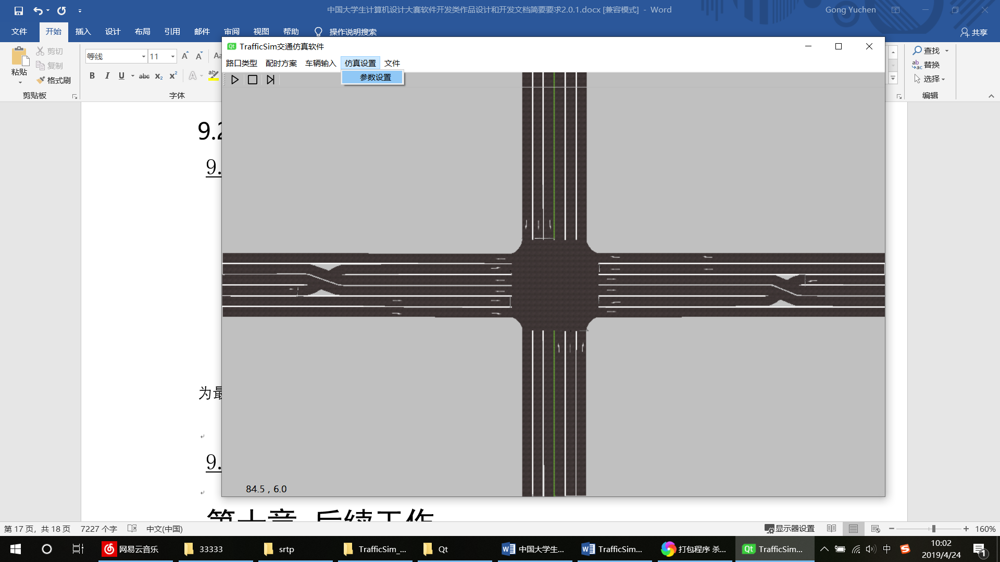 中国大学生计算机设计大赛软件开发类作品设计和开发文档简要要求2.0.1.docx [兼容模式] - Word
Gong Yuchen
文件 开始 插入 设计 布局 引用 邮件 审阅 视图 帮助 操作说明搜索
共享
粘贴
剪切
复制
格式刷
剪贴板
等线 11 A A Aa
B I U abc x₂ x² A ab
字体
查找
替换
选择
编辑
Qt TrafficSim交通仿真软件
路口类型 配时方案 车辆输入 仿真设置 文件
参数设置
84.5 , 6.0
9.2
9.
为最
9.
第十章 后续工作
第 17 页，共 18 页 7227 个字 中文(中国)
显示器设置
160%
网易云音乐
33333
srtp
TrafficSim_...
Qt
中国大学生...
TrafficSim...
打包程序 杀...
Qt TrafficSim...
中
10:02
2019/4/24
1